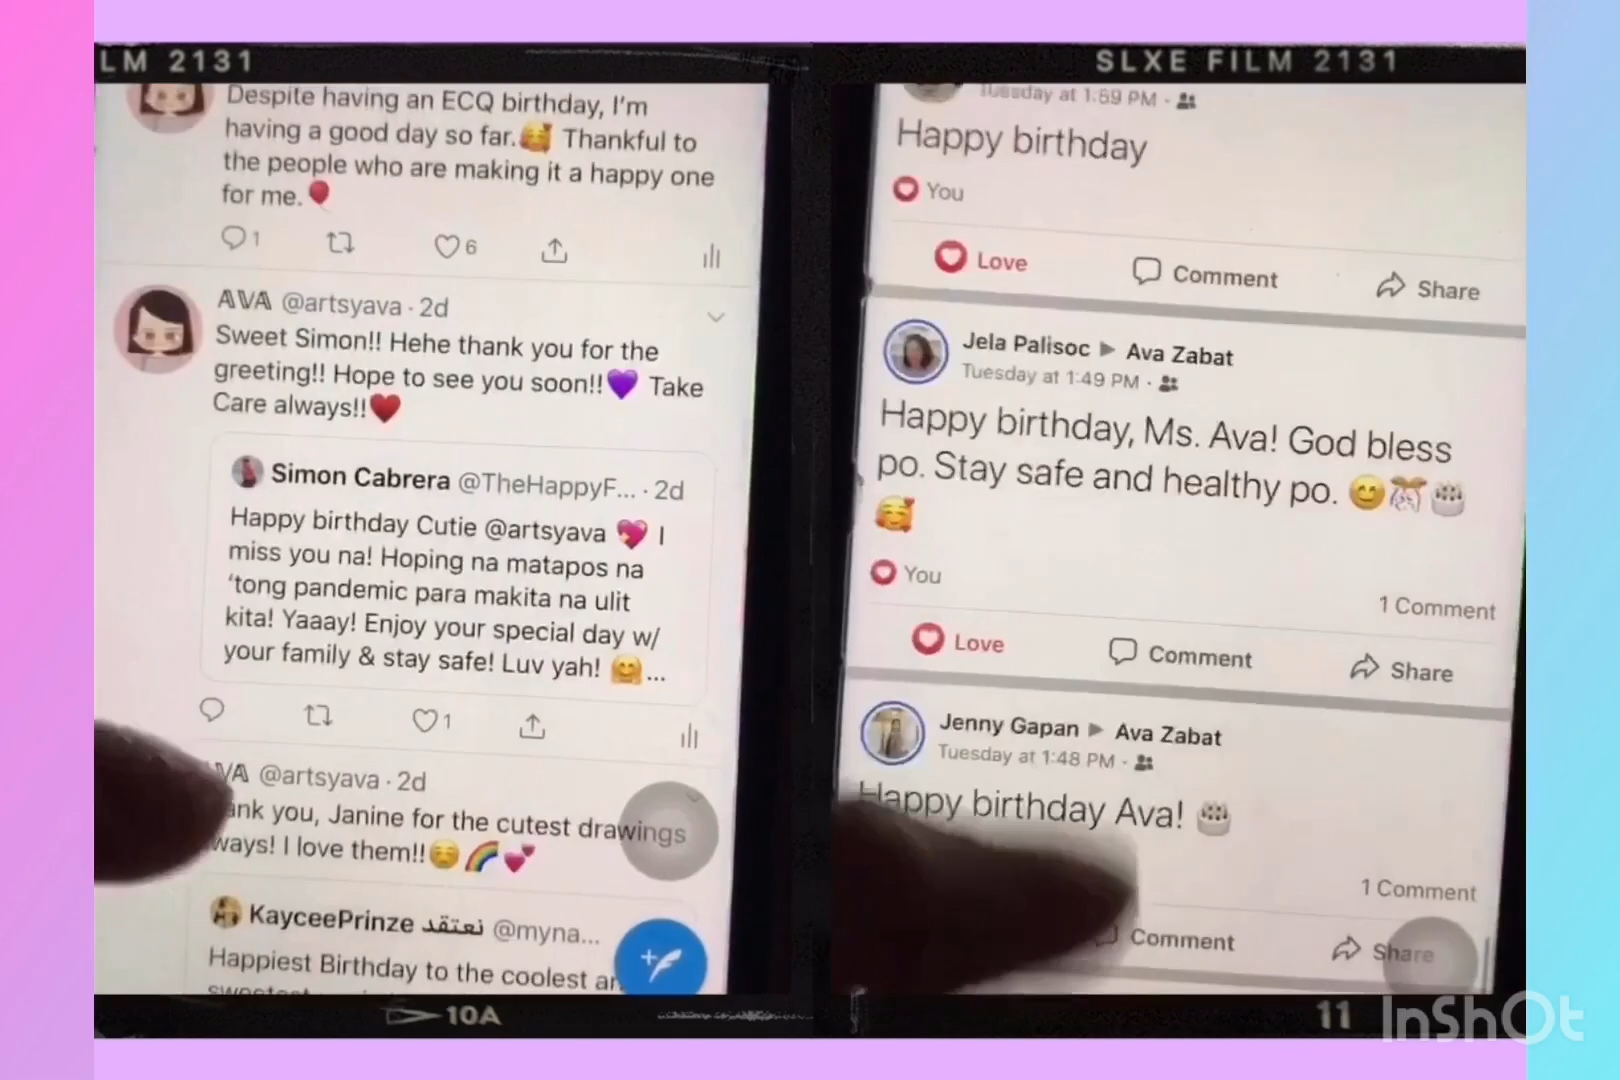 LM 2131
Despite having an ECQ birthday, I'm
having a good day so far.🥰 Thankful to
the people who are making it a happy one
for me.🎈
1
6
AVA @artsyava · 2d
Sweet Simon!! Hehe thank you for the
greeting!! Hope to see you soon!!💜 Take
Care always!!❤️
Simon Cabrera @TheHappyF... · 2d
Happy birthday Cutie @artsyava 💖 I
miss you na! Hoping na matapos na
‘tong pandemic para makita na ulit
kita! Yaaay! Enjoy your special day w/
your family & stay safe! Luv yah! 🤗...
1
VA @artsyava · 2d
ank you, Janine for the cutest drawings
ways! I love them!!☺️🌈💕
KayceePrinze نعتقد @myna...
Happiest Birthday to the coolest
10A
SLXE FILM 2131
Tuesday at 1:59 PM ·
Happy birthday
You
Love Comment Share
Jela Palisoc ▶ Ava Zabat
Tuesday at 1:49 PM ·
Happy birthday, Ms. Ava! God bless
po. Stay safe and healthy po. 😊🎊🎂
🥰
You
1 Comment
Love Comment Share
Jenny Gapan ▶ Ava Zabat
Tuesday at 1:48 PM ·
Happy birthday Ava! 🎂
1 Comment
Comment Share
11
InShOt